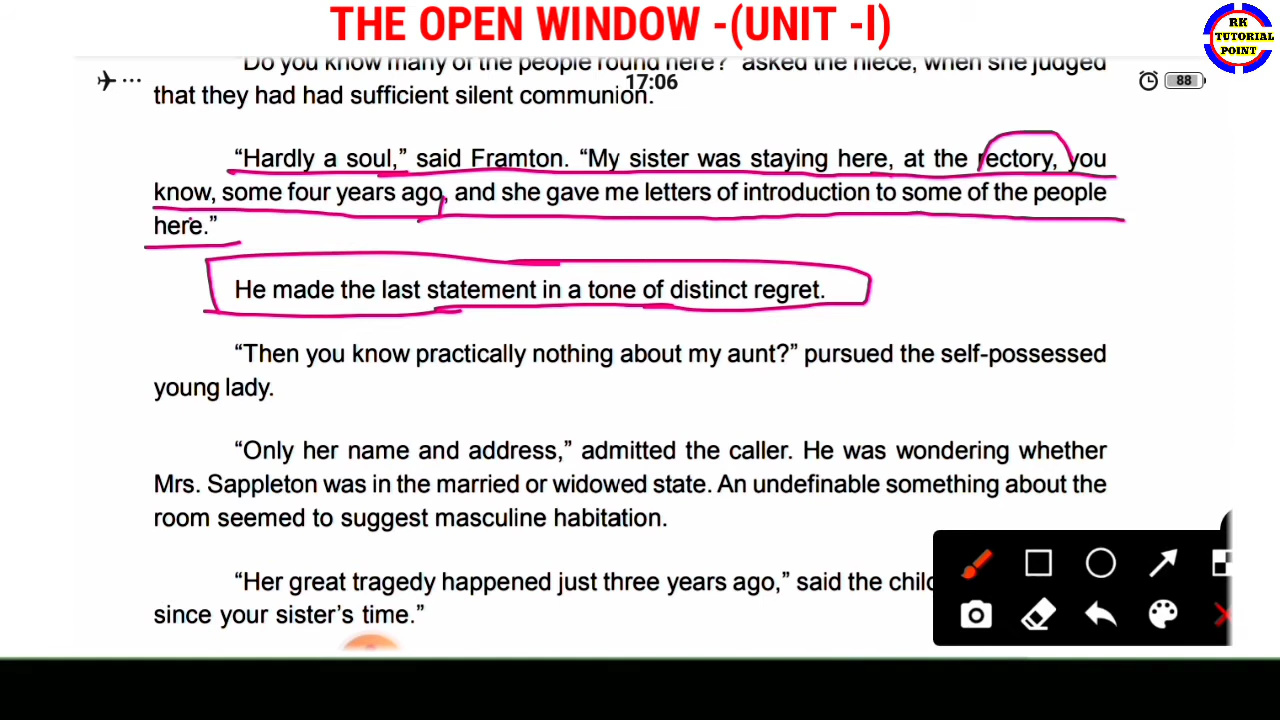 THE OPEN WINDOW -(UNIT -I)
RK
TUTORIAL
POINT
"Do you know many of the people round here?" asked the niece, when she judged
17:06
88
that they had had sufficient silent communion.
"Hardly a soul," said Framton. "My sister was staying here, at the rectory, you
know, some four years ago, and she gave me letters of introduction to some of the people
here."
He made the last statement in a tone of distinct regret.
"Then you know practically nothing about my aunt?" pursued the self-possessed
young lady.
"Only her name and address," admitted the caller. He was wondering whether
Mrs. Sappleton was in the married or widowed state. An undefinable something about the
room seemed to suggest masculine habitation.
"Her great tragedy happened just three years ago," said the
since your sister's time."